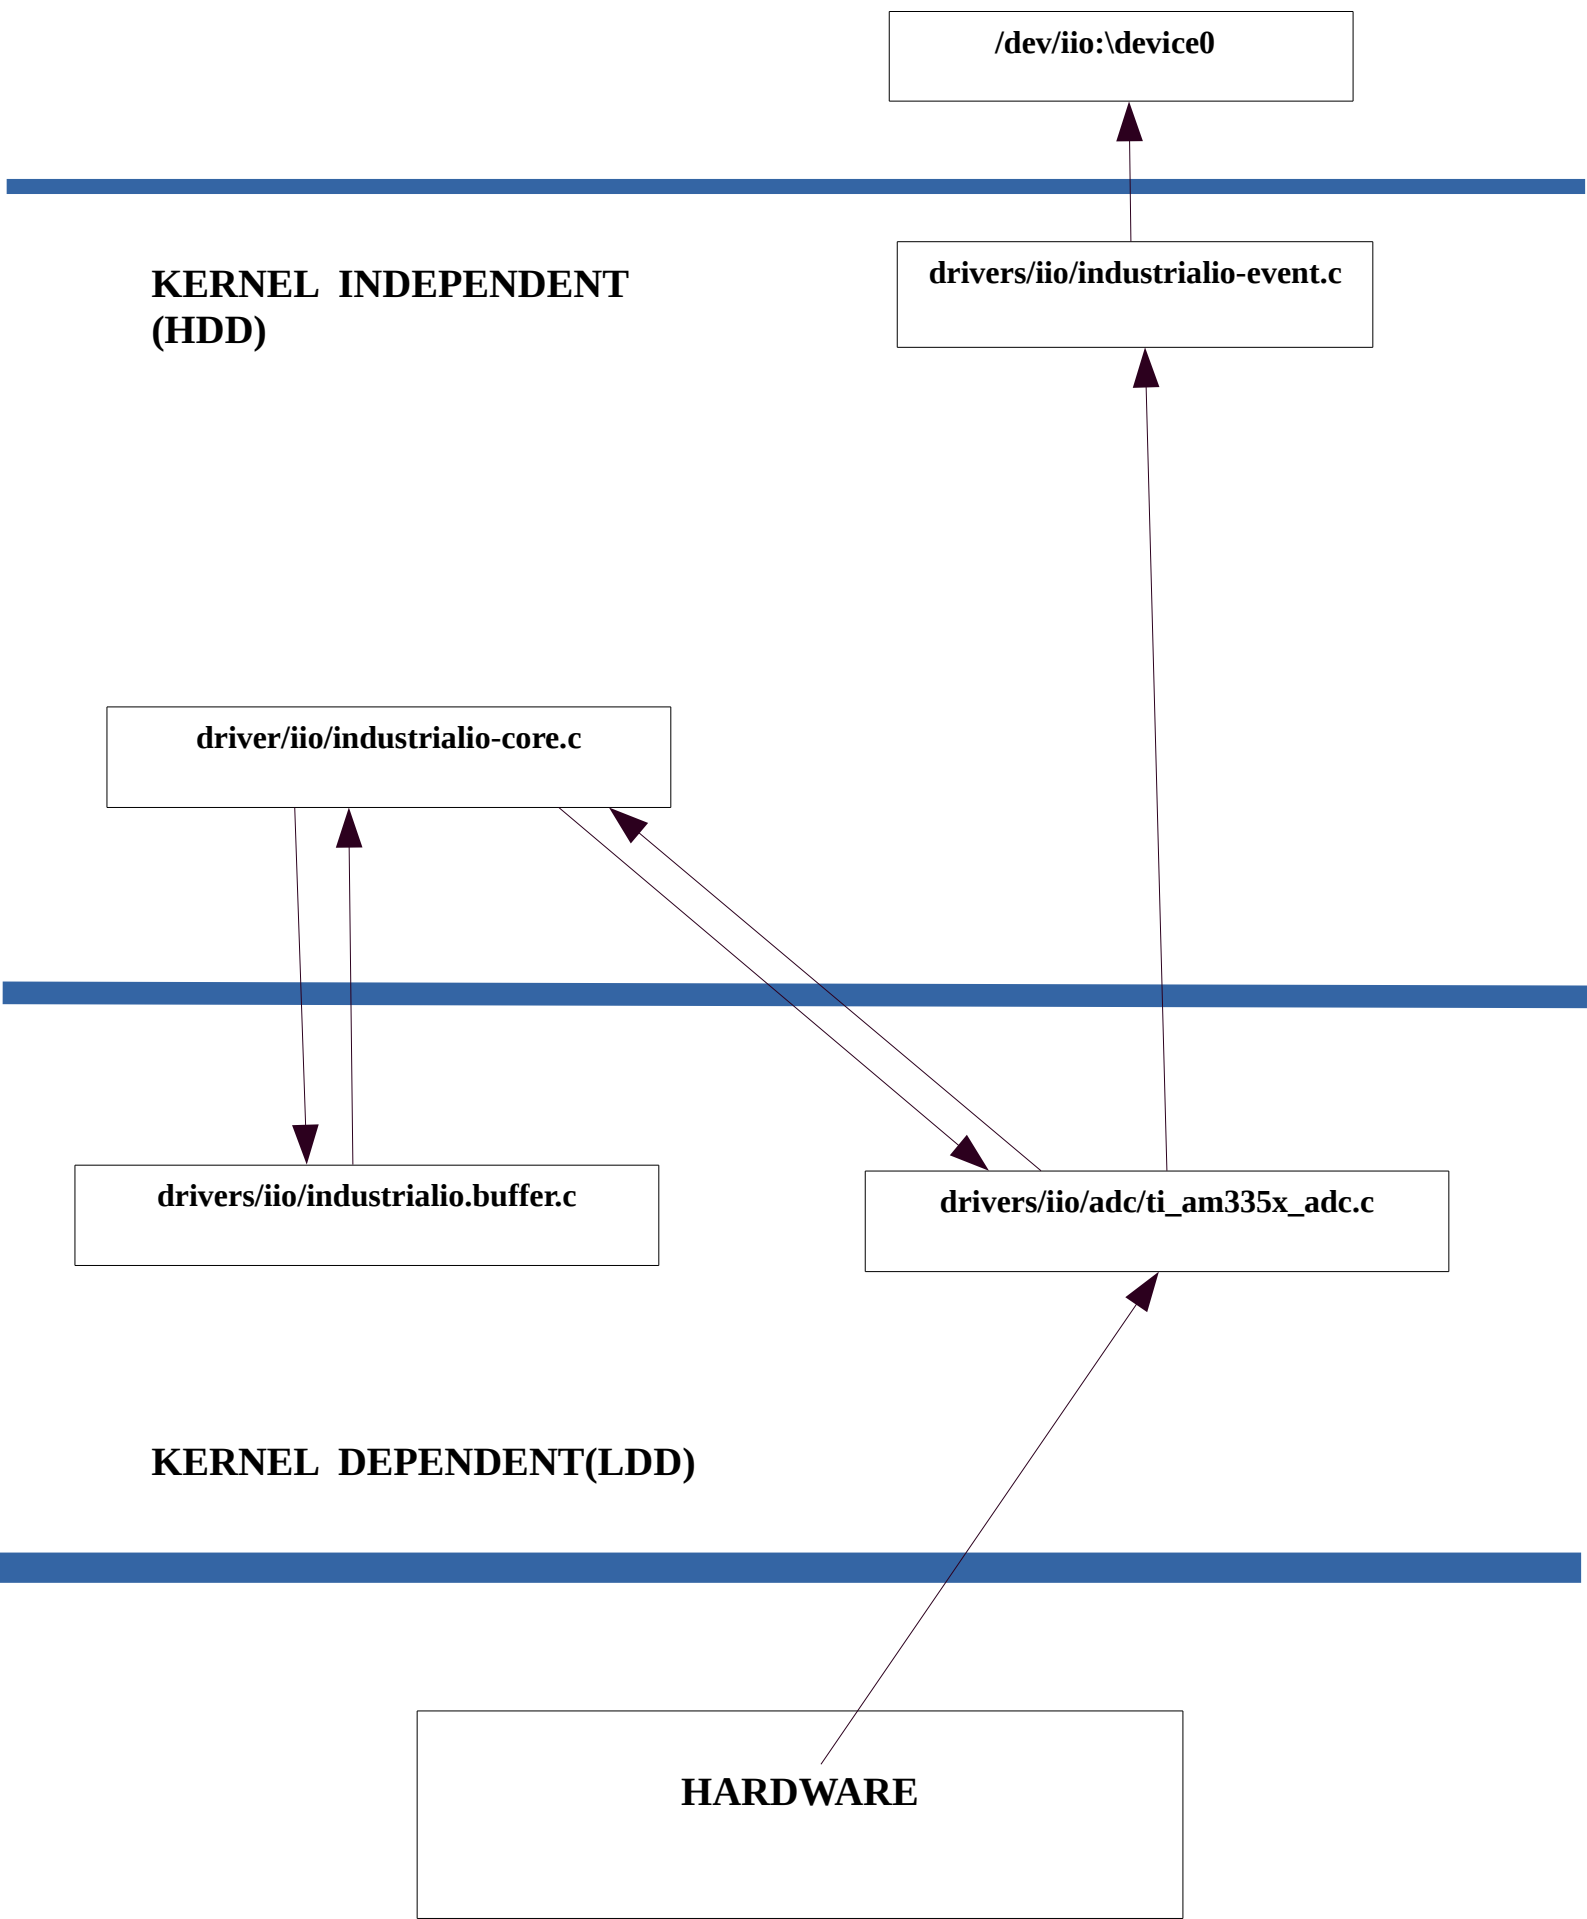 /dev/iio:\device0
KERNEL INDEPENDENT
(HDD)
drivers/iio/industrialio-event.c
driver/iio/industrialio-core.c
drivers/iio/industrialio.buffer.c
drivers/iio/adc/ti_am335x_adc.c
KERNEL DEPENDENT(LDD)
HARDWARE